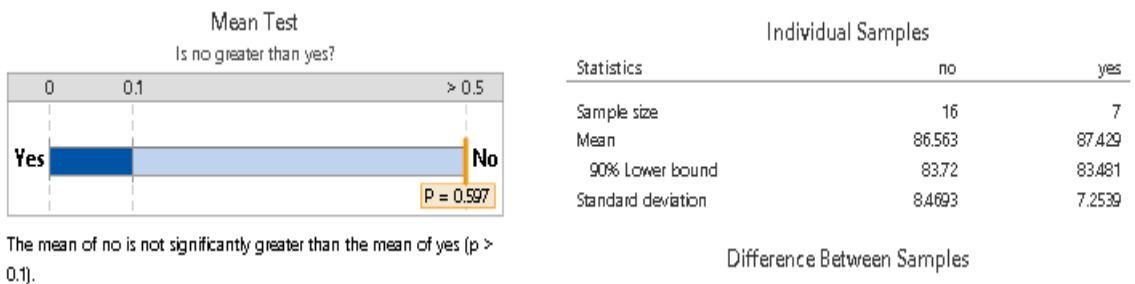 Mean Test
Is no greater than yes?
0 0.1 > 0.5
Yes No
P = 0.597
The mean of no is not significantly greater than the mean of yes (p >
0.1).
Individual Samples
Statistics no yes
Sample size 16 7
Mean 86.563 87.429
90% Lower bound 83.72 83.481
Standard deviation 8.4693 7.2539
Difference Between Samples